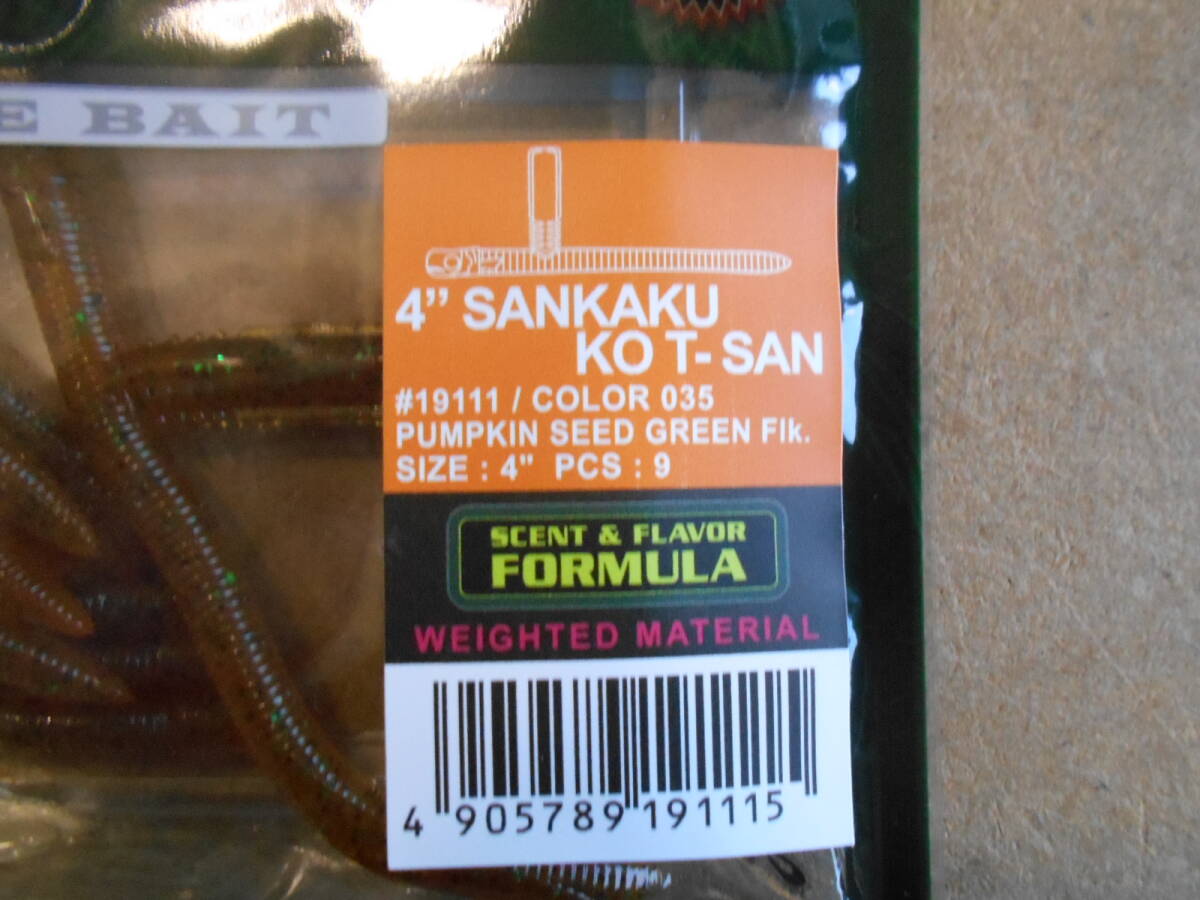 E BAIT
4” SANKAKU
KO T- SAN
#19111 / COLOR 035
PUMPKIN SEED GREEN Flk.
SIZE : 4" PCS : 9
SCENT & FLAVOR
FORMULA
WEIGHTED MATERIAL
4 905789 191115